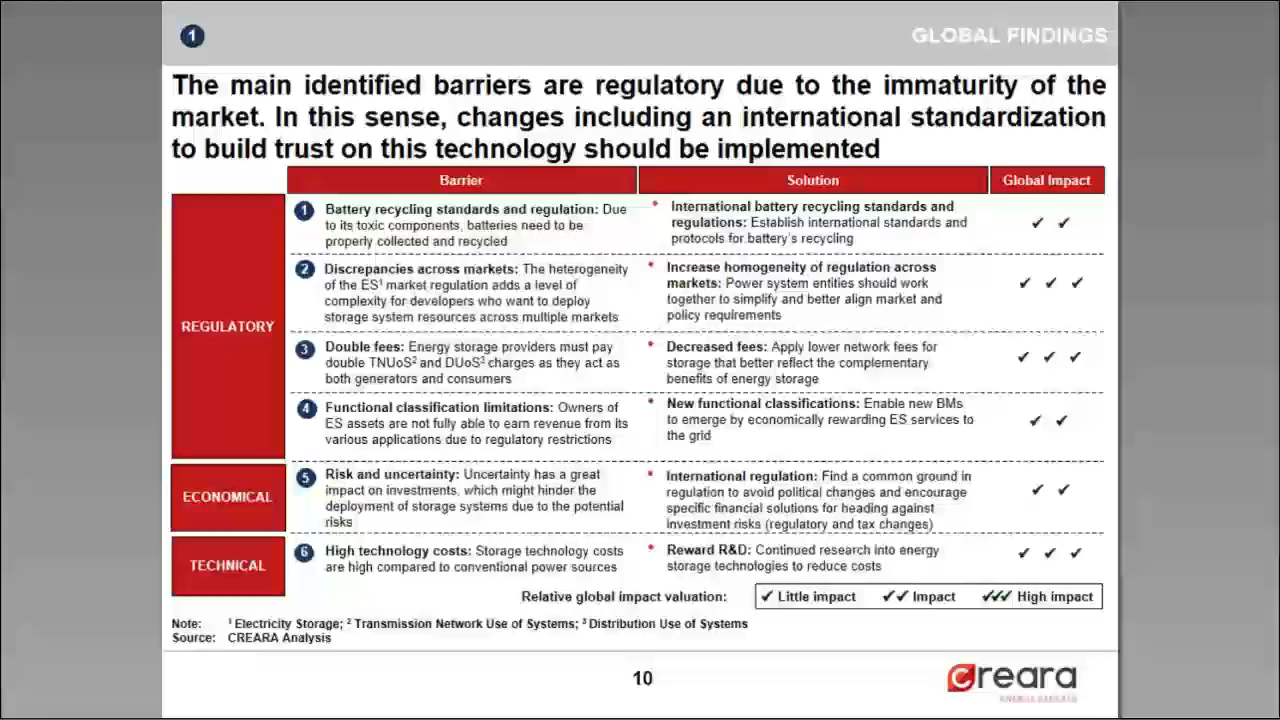 1
GLOBAL FINDINGS
The main identified barriers are regulatory due to the immaturity of the
market. In this sense, changes including an international standardization
to build trust on this technology should be implemented
Barrier
Solution
Global Impact
REGULATORY
1
Battery recycling standards and regulation: Due
to its toxic components, batteries need to be
properly collected and recycled
International battery recycling standards and
regulations: Establish international standards and
protocols for battery's recycling
✔ ✔
2
Discrepancies across markets: The heterogeneity
of the ES¹ market regulation adds a level of
complexity for developers who want to deploy
storage system resources across multiple markets
Increase homogeneity of regulation across
markets: Power system entities should work
together to simplify and better align market and
policy requirements
✔ ✔ ✔
3
Double fees: Energy storage providers must pay
double TNUoS² and DUoS³ charges as they act as
both generators and consumers
Decreased fees: Apply lower network fees for
storage that better reflect the complementary
benefits of energy storage
✔ ✔ ✔
4
Functional classification limitations: Owners of
ES assets are not fully able to earn revenue from its
various applications due to regulatory restrictions
New functional classifications: Enable new BMs
to emerge by economically rewarding ES services to
the grid
✔ ✔
ECONOMICAL
5
Risk and uncertainty: Uncertainty has a great
impact on investments, which might hinder the
deployment of storage systems due to the potential
risks
International regulation: Find a common ground in
regulation to avoid political changes and encourage
specific financial solutions for heading against
investment risks (regulatory and tax changes)
✔ ✔
TECHNICAL
6
High technology costs: Storage technology costs
are high compared to conventional power sources
Reward R&D: Continued research into energy
storage technologies to reduce costs
✔ ✔ ✔
Relative global impact valuation: ✔ Little impact ✔✔ Impact ✔✔✔ High impact
Note: ¹ Electricity Storage; ² Transmission Network Use of Systems; ³ Distribution Use of Systems
Source: CREARA Analysis
10
creara